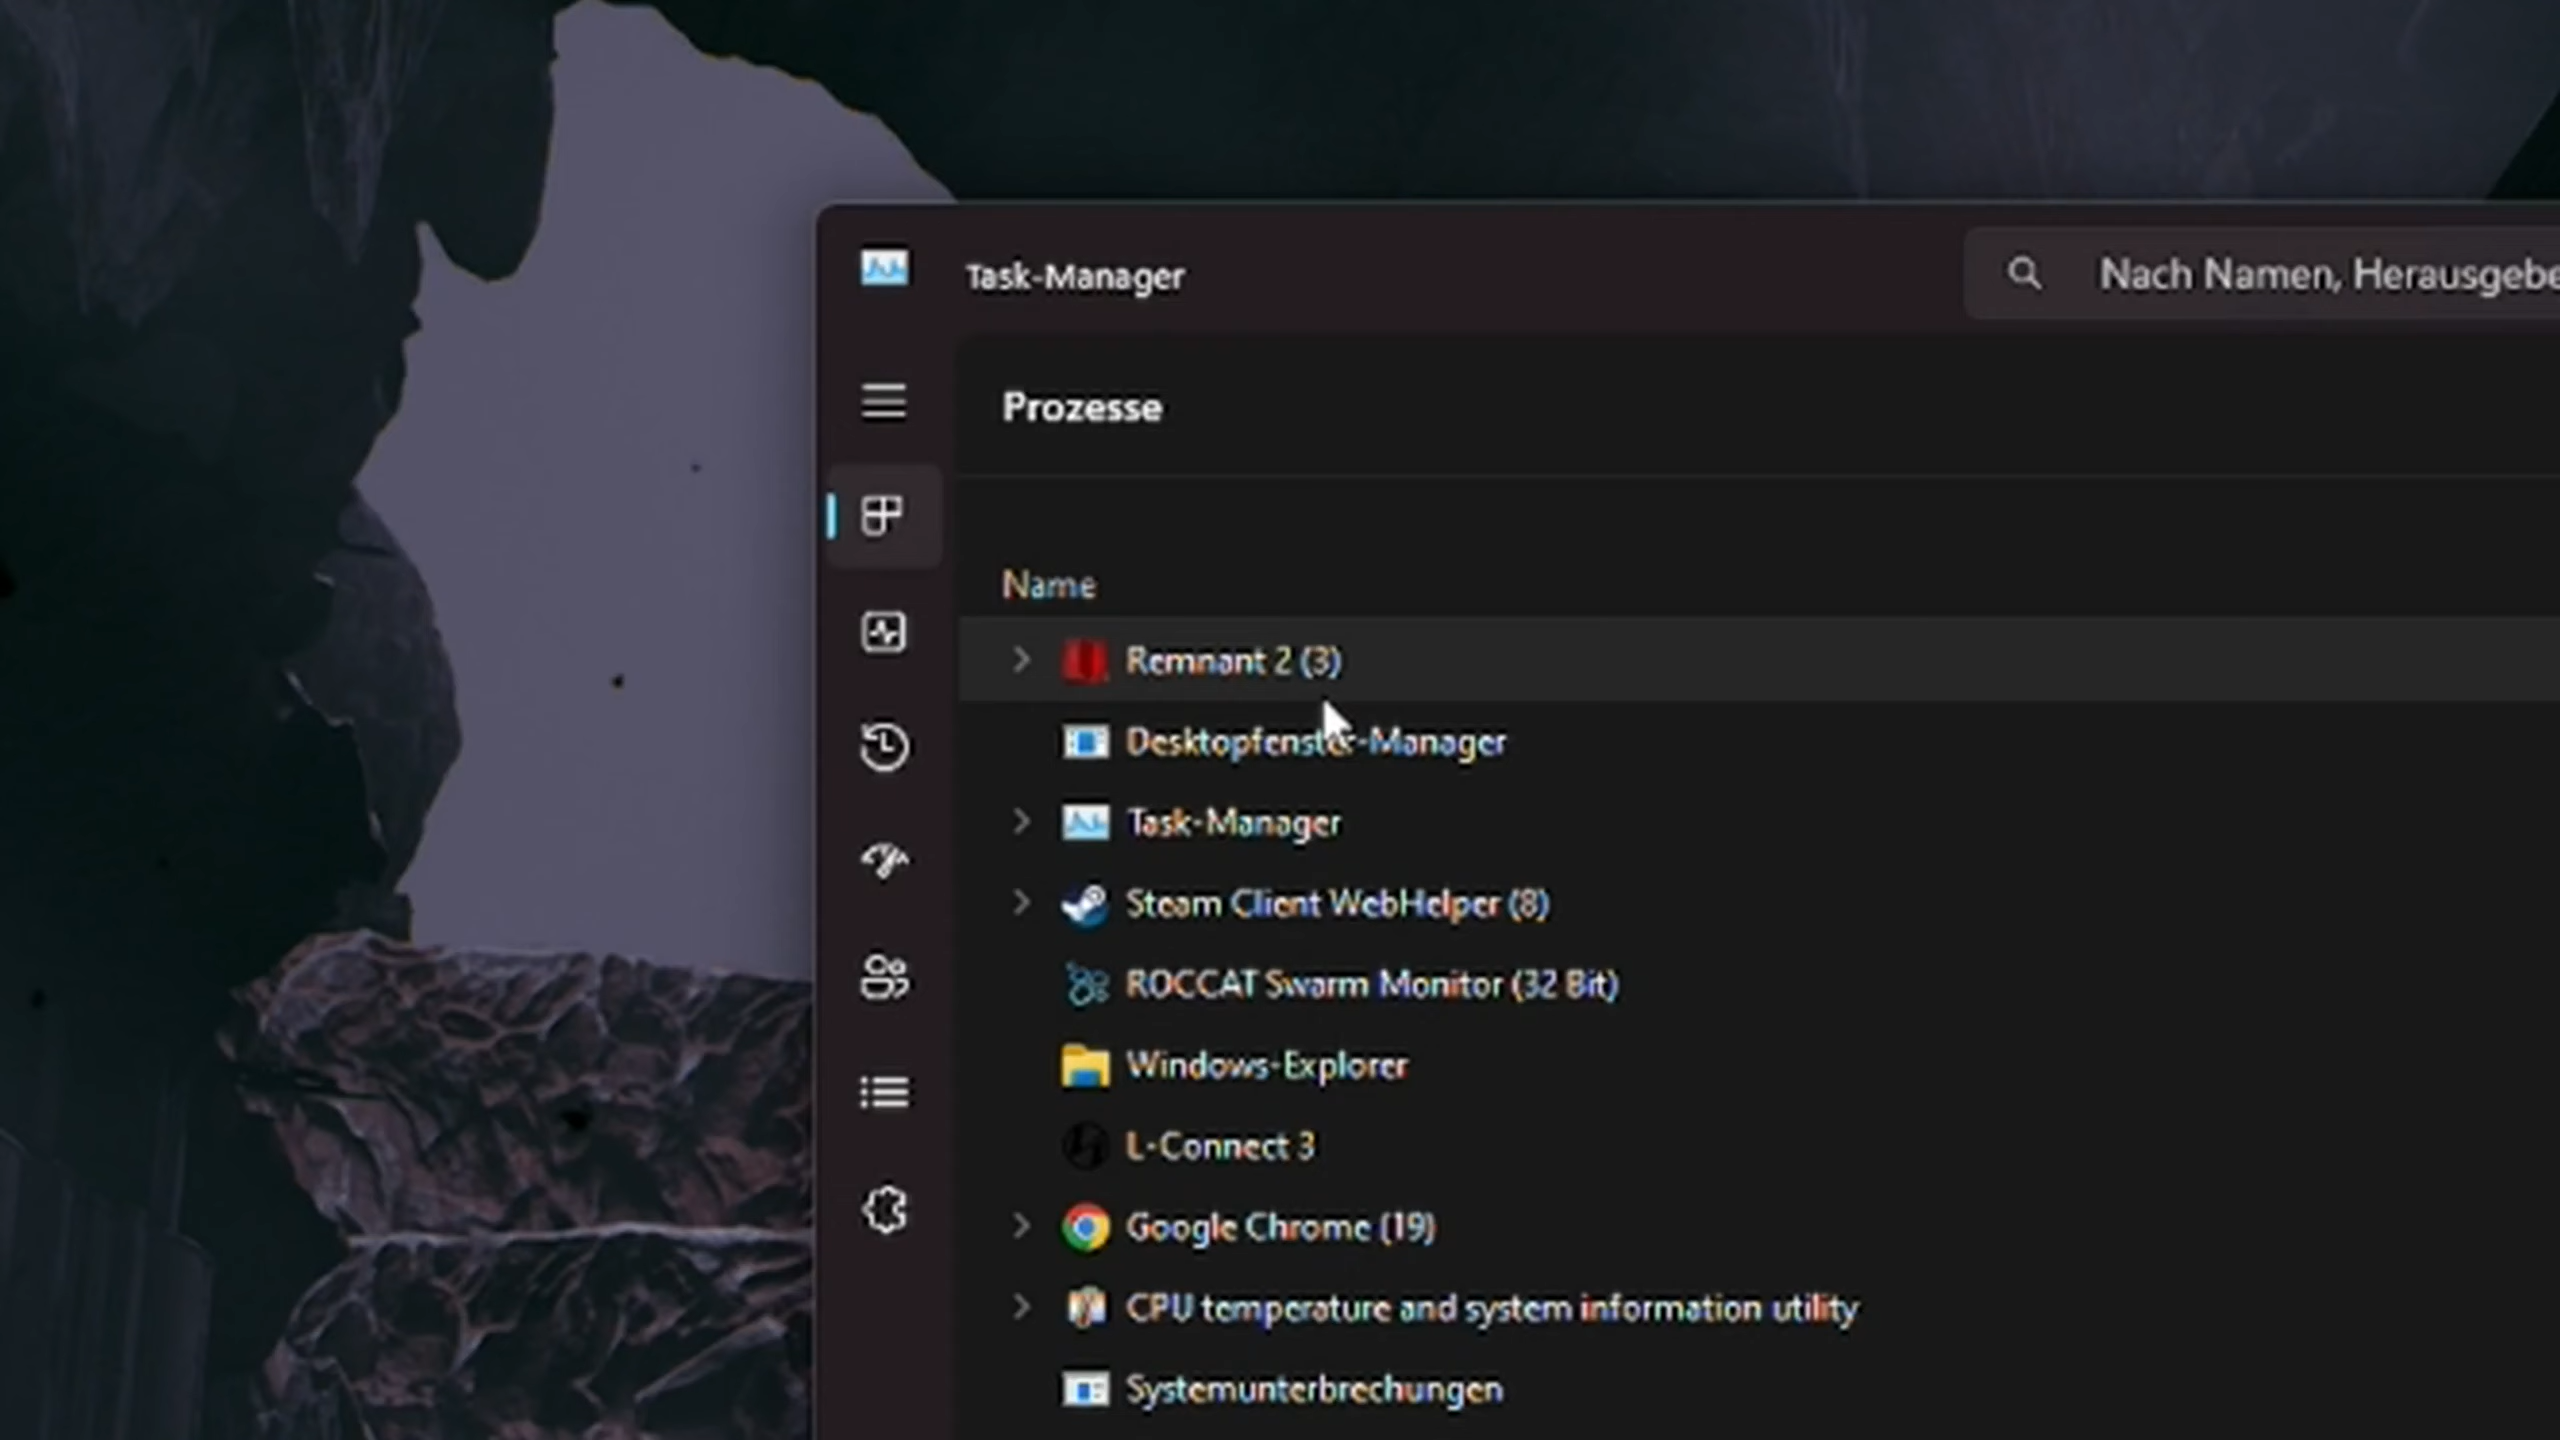 Task-Manager
Nach Namen, Herausgebe
Prozesse
Name
Remnant 2 (3)
Desktopfenster-Manager
Task-Manager
Steam Client WebHelper (8)
ROCCAT Swarm Monitor (32 Bit)
Windows-Explorer
L-Connect 3
Google Chrome (19)
CPU temperature and system information utility
Systemunterbrechungen